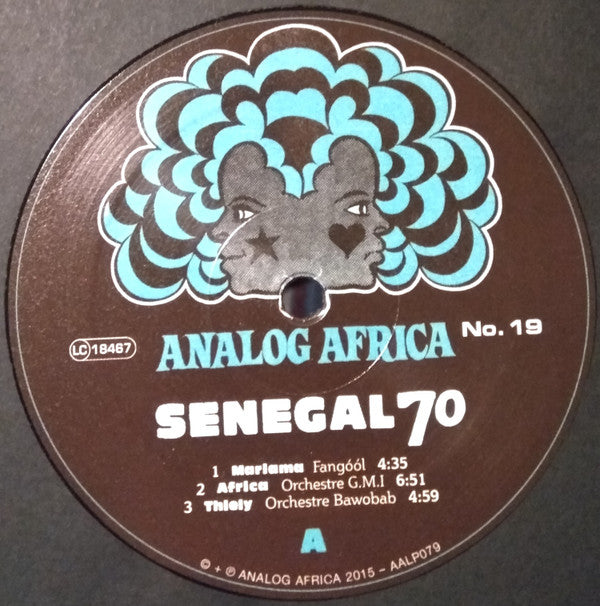 ANALOG AFRICA No. 19
LC 18467
SENEGAL 70
1 Mariama Fangóól 4:35
2 Africa Orchestre G.M.I 6:51
3 Thiely Orchestre Bawobab 4:59
A
© + ℗ ANALOG AFRICA 2015 - AALP079